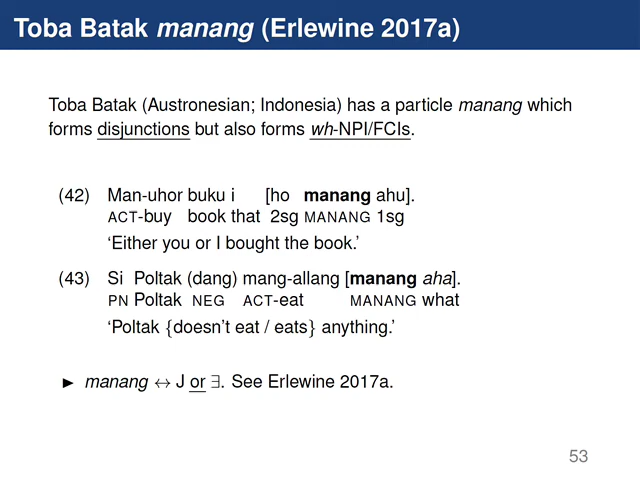 Toba Batak manang (Erlewine 2017a)
Toba Batak (Austronesian; Indonesia) has a particle manang which
forms disjunctions but also forms wh-NPI/FCIs.
(42) Man-uhor buku i [ho manang ahu].
ACT-buy book that 2sg MANANG 1sg
‘Either you or I bought the book.’
(43) Si Poltak (dang) mang-allang [manang aha].
PN Poltak NEG ACT-eat MANANG what
‘Poltak {doesn’t eat / eats} anything.’
▶ manang ↔ J or ∃. See Erlewine 2017a.
53